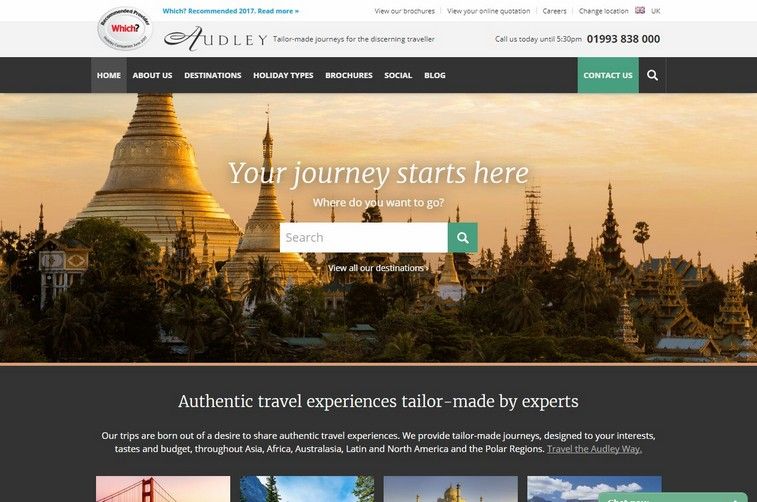 Recommended Provider
Which?
Which? Recommended 2017. Read more »
View our brochures
View your online quotation
Careers
Change location
UK
AUDLEY
Tailor-made journeys for the discerning traveller
Call us today until 5:30pm
01993 838 000
HOME
ABOUT US
DESTINATIONS
HOLIDAY TYPES
BROCHURES
SOCIAL
BLOG
CONTACT US
Your journey starts here
Where do you want to go?
Search
View all our destinations ›
Authentic travel experiences tailor-made by experts
Our trips are born out of a desire to share authentic travel experiences. We provide tailor-made journeys, designed to your interests,
tastes and budget, throughout Asia, Africa, Australasia, Latin and North America and the Polar Regions. Travel the Audley Way.